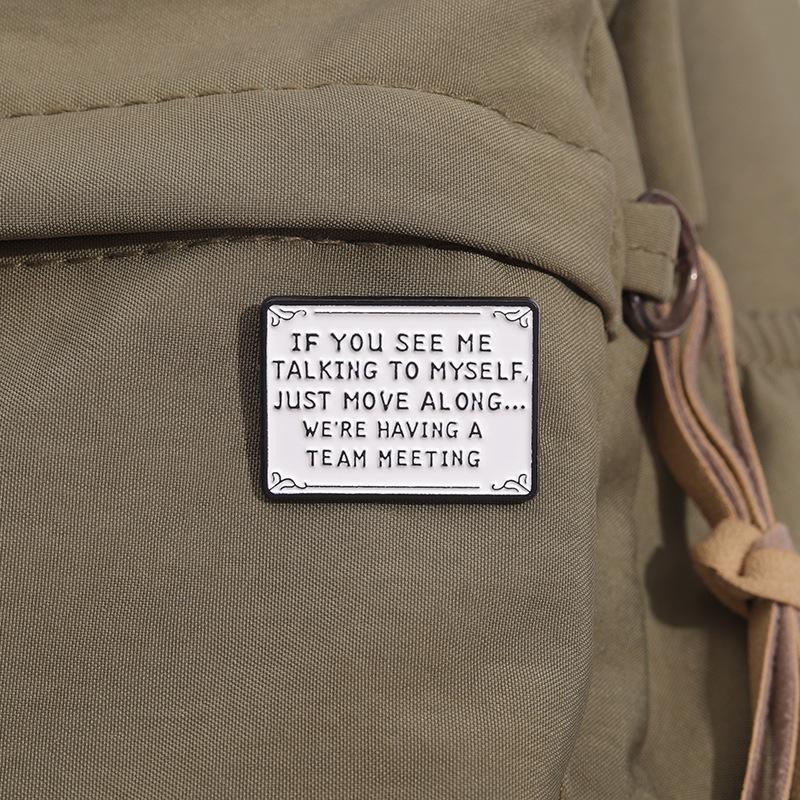 IF YOU SEE ME
TALKING TO MYSELF,
JUST MOVE ALONG...
WE'RE HAVING A
TEAM MEETING